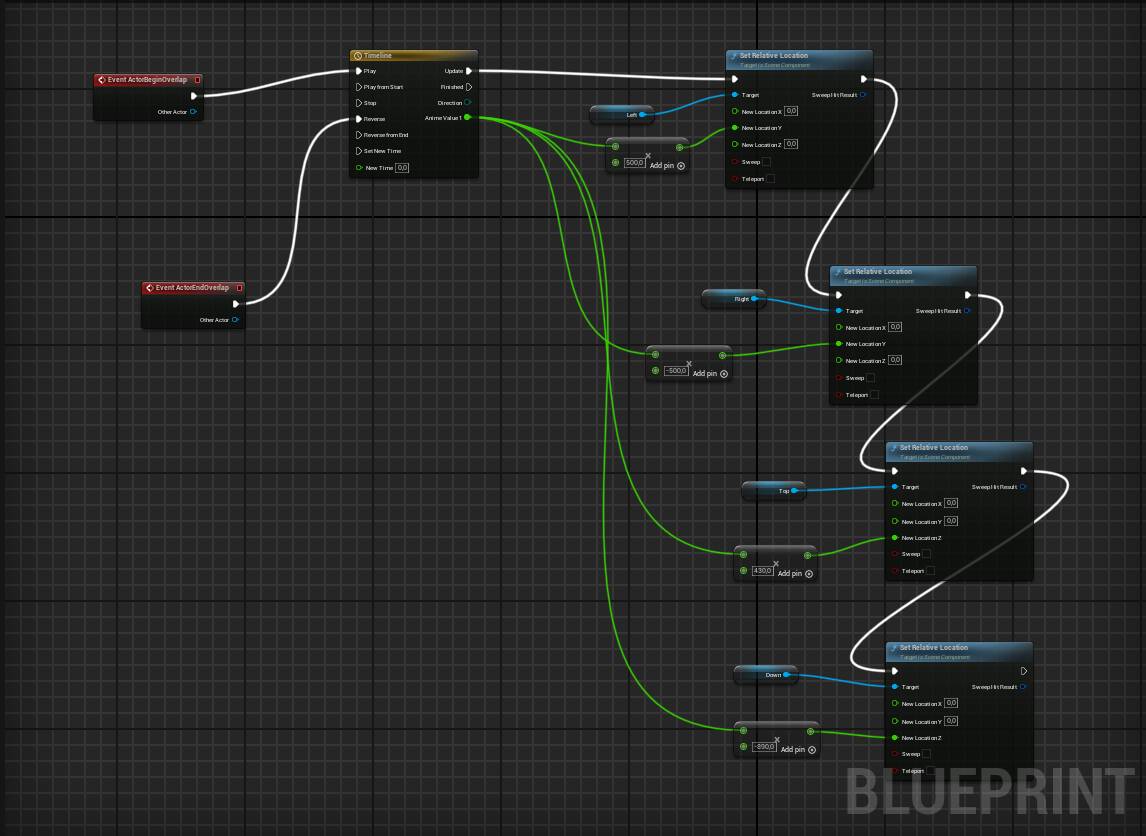 Event ActorBeginOverlap
Other Actor
Timeline
Play
Update
Play from Start
Finished
Stop
Direction
Reverse
Anime Value 1
Reverse from End
Set New Time
New Time 0,0
Set Relative Location
Target is Scene Component
Target
Sweep Hit Result
New Location X 0,0
New Location Y
New Location Z 0,0
Sweep
Teleport
Left
500,0
Add pin
Event ActorEndOverlap
Other Actor
Set Relative Location
Target is Scene Component
Target
Sweep Hit Result
New Location X 0,0
New Location Y
New Location Z 0,0
Sweep
Teleport
Right
-500,0
Add pin
Set Relative Location
Target is Scene Component
Target
Sweep Hit Result
New Location X 0,0
New Location Y 0,0
New Location Z
Sweep
Teleport
Top
430,0
Add pin
Set Relative Location
Target is Scene Component
Target
Sweep Hit Result
New Location X 0,0
New Location Y 0,0
New Location Z
Sweep
Teleport
Down
-890,0
Add pin
BLUEPRINT